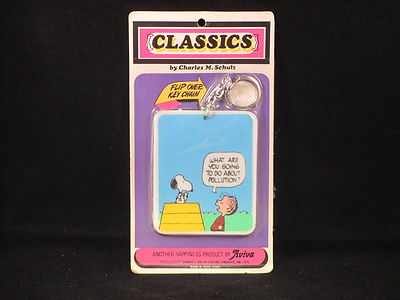 CLASSICS
by Charles M. Schulz
FLIP OVER
KEY CHAIN
WHAT ARE
YOU GOING
TO DO ABOUT
POLLUTION?
ANOTHER HAPPINESS PRODUCT BY Aviva